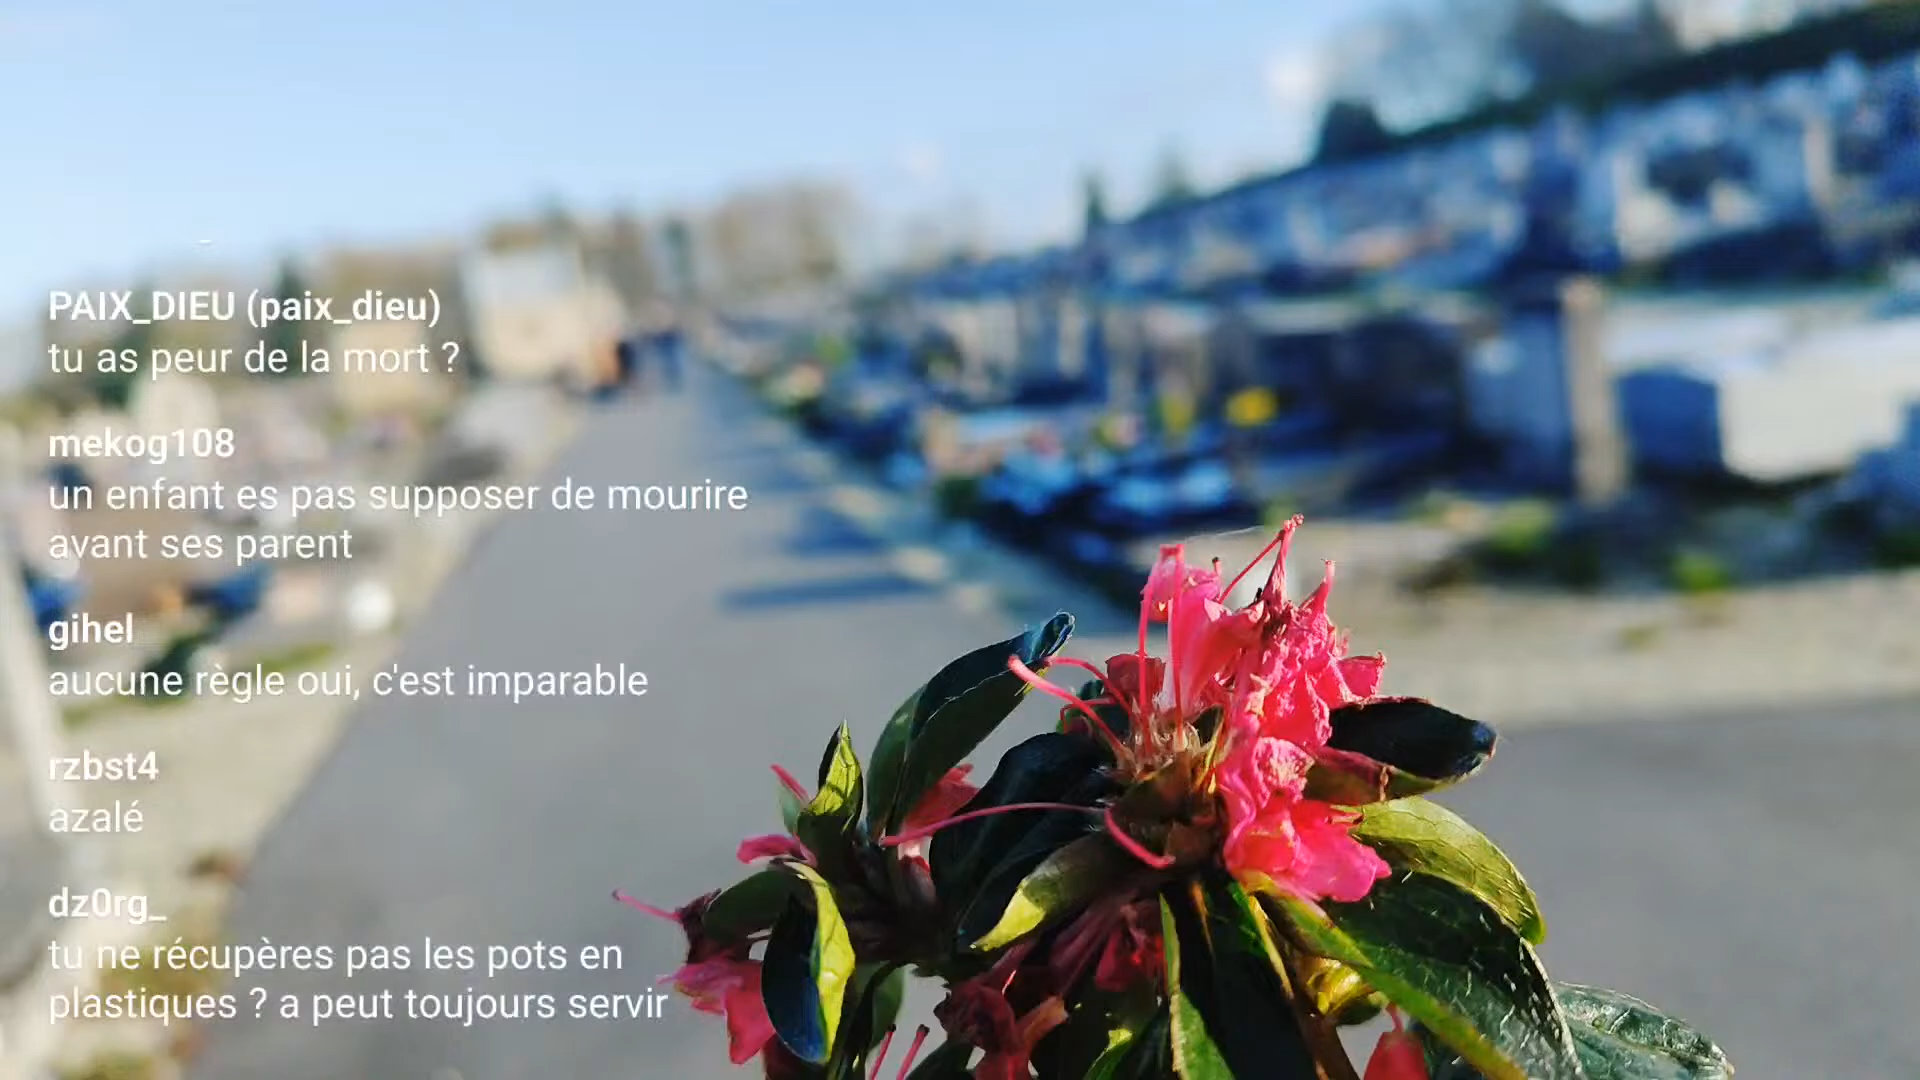 PAIX_DIEU (paix_dieu)
tu as peur de la mort ?
mekog108
un enfant es pas supposer de mourire
avant ses parent
gihel
aucune règle oui, c'est imparable
rzbst4
azalé
dz0rg_
tu ne récupères pas les pots en
plastiques ? a peut toujours servir